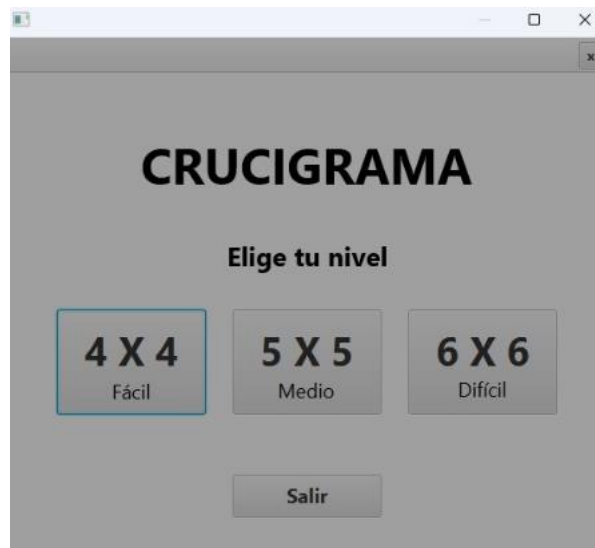 x
CRUCIGRAMA
Elige tu nivel
4 X 4 5 X 5 6 X 6
Fácil Medio Difícil
Salir